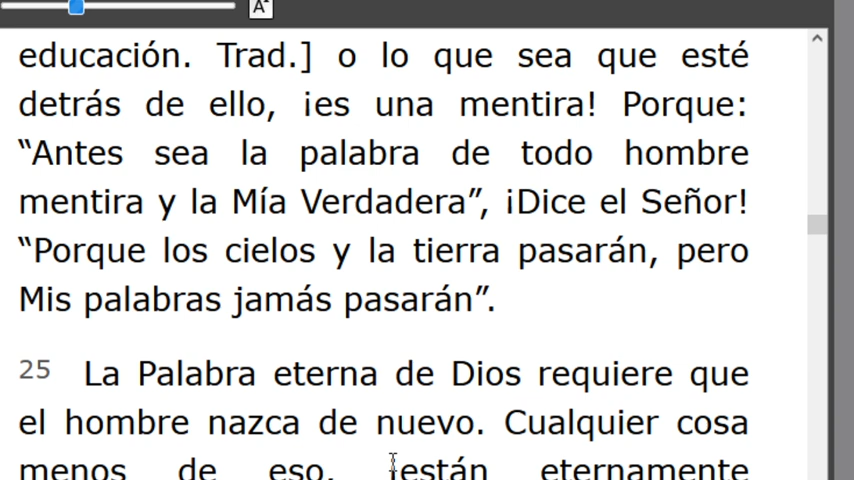 A
educación. Trad.] o lo que sea que esté
detrás de ello, ¡es una mentira! Porque:
“Antes sea la palabra de todo hombre
mentira y la Mía Verdadera”, ¡Dice el Señor!
“Porque los cielos y la tierra pasarán, pero
Mis palabras jamás pasarán”.
25 La Palabra eterna de Dios requiere que
el hombre nazca de nuevo. Cualquier cosa
menos de eso, ¡están eternamente